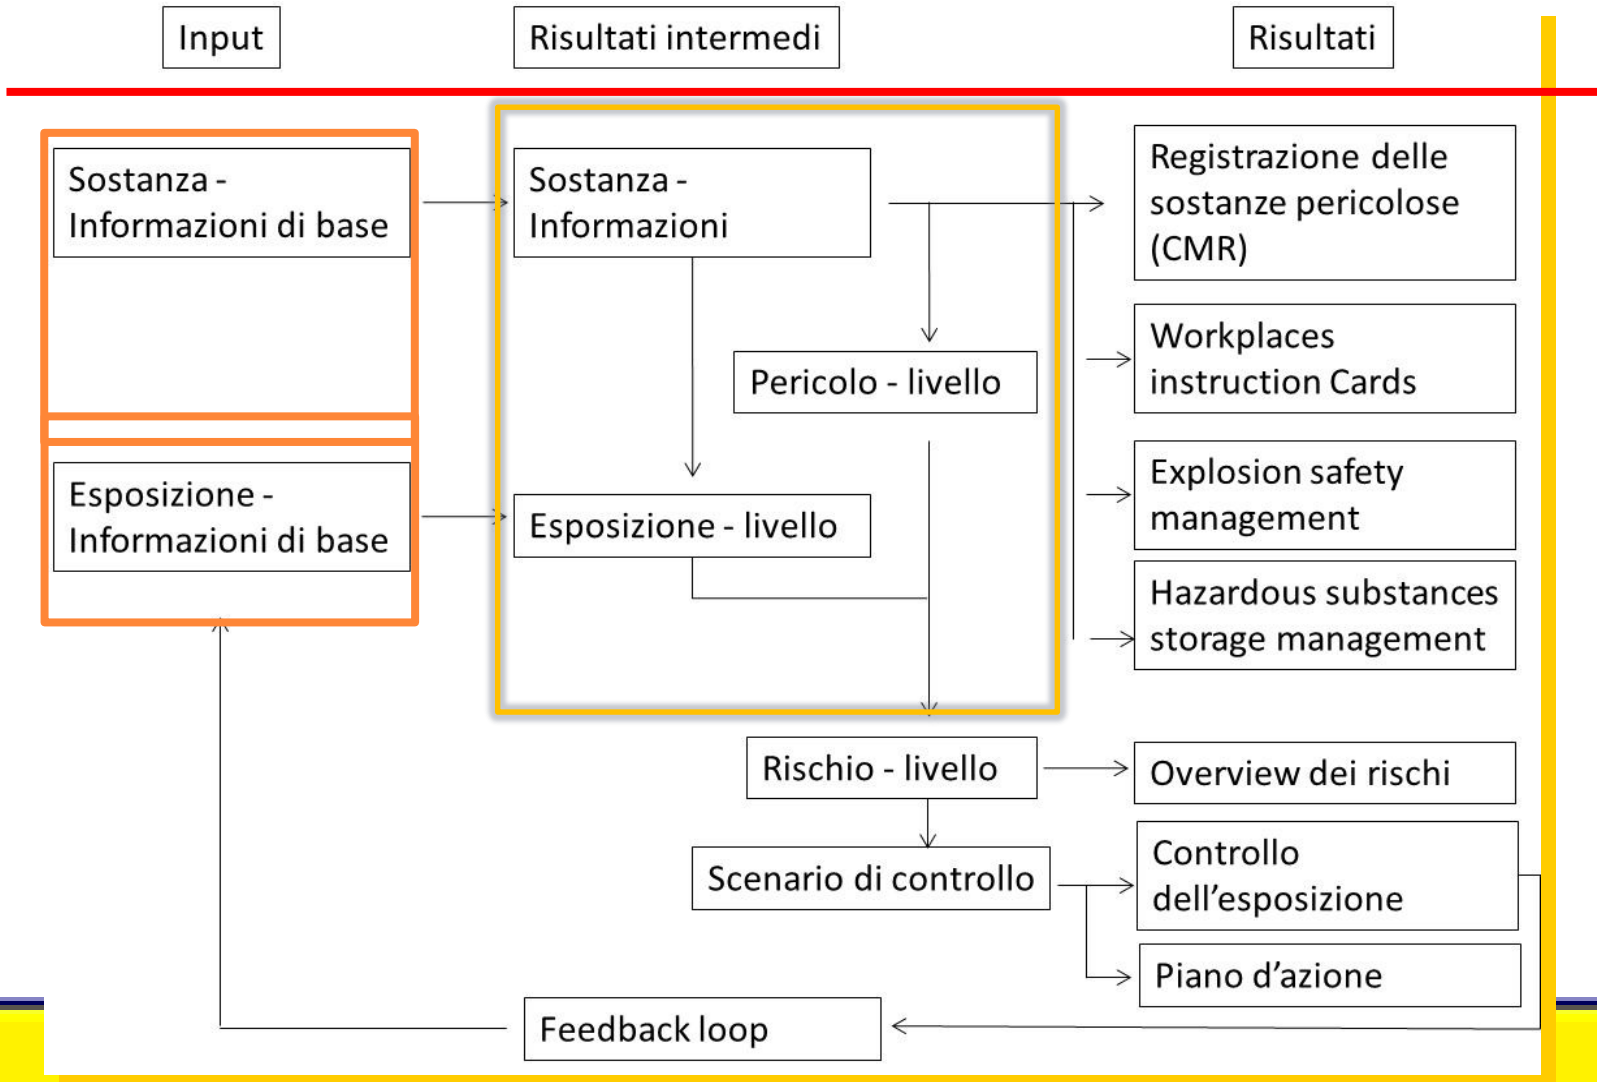 Input
Risultati intermedi
Risultati
Sostanza -
Informazioni di base
Sostanza -
Informazioni
Registrazione delle
sostanze pericolose
(CMR)
Workplaces
instruction Cards
Pericolo - livello
Explosion safety
management
Esposizione -
Informazioni di base
Esposizione - livello
Hazardous substances
storage management
Rischio - livello
Overview dei rischi
Scenario di controllo
Controllo
dell’esposizione
Piano d’azione
Feedback loop